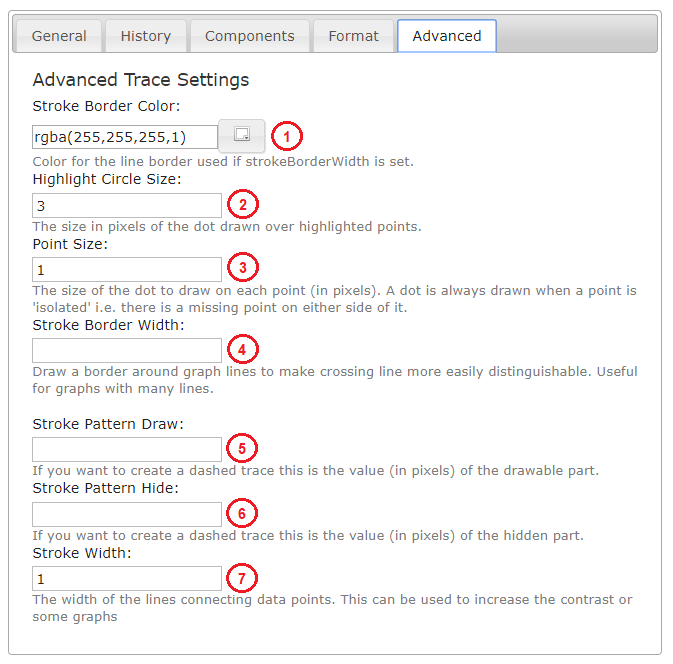 General History Components Format Advanced
Advanced Trace Settings
Stroke Border Color:
rgba(255,255,255,1) 1
Color for the line border used if strokeBorderWidth is set.
Highlight Circle Size:
3 2
The size in pixels of the dot drawn over highlighted points.
Point Size:
1 3
The size of the dot to draw on each point (in pixels). A dot is always drawn when a point is
'isolated' i.e. there is a missing point on either side of it.
Stroke Border Width:
4
Draw a border around graph lines to make crossing line more easily distinguishable. Useful
for graphs with many lines.
Stroke Pattern Draw:
5
If you want to create a dashed trace this is the value (in pixels) of the drawable part.
Stroke Pattern Hide:
6
If you want to create a dashed trace this is the value (in pixels) of the hidden part.
Stroke Width:
1 7
The width of the lines connecting data points. This can be used to increase the contrast or
some graphs